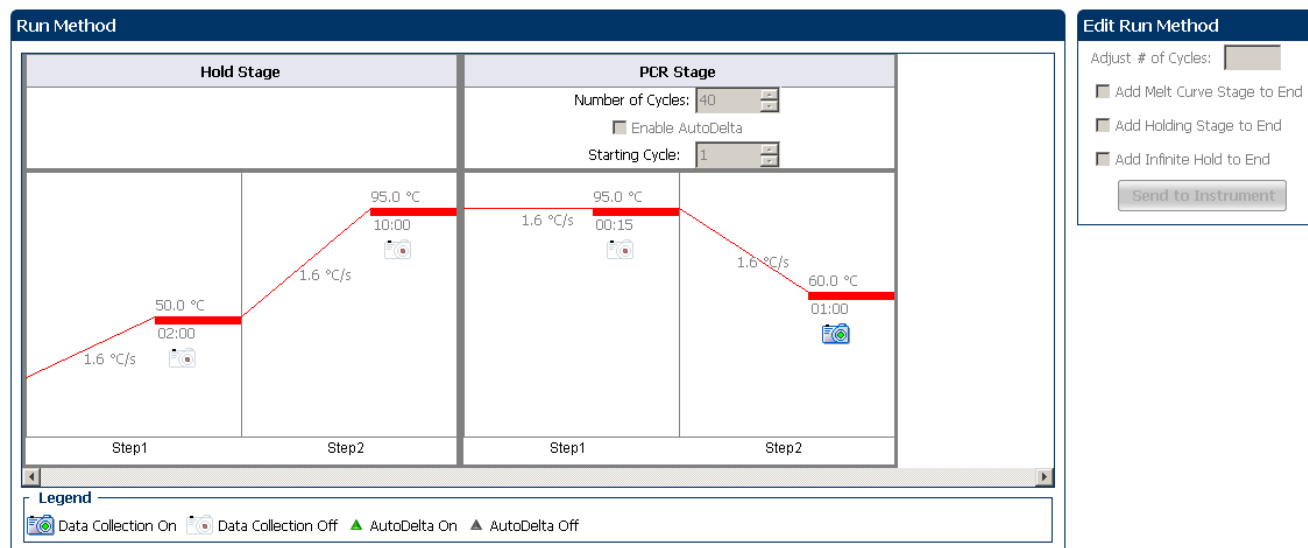 Run Method
Hold Stage
PCR Stage
Number of Cycles: 40
Enable AutoDelta
Starting Cycle: 1
50.0 °C
02:00
1.6 °C/s
Step1
95.0 °C
10:00
1.6 °C/s
Step2
95.0 °C
1.6 °C/s
00:15
Step1
1.6 °C/s
60.0 °C
01:00
Step2
Legend
Data Collection On Data Collection Off AutoDelta On AutoDelta Off
Edit Run Method
Adjust # of Cycles:
Add Melt Curve Stage to End
Add Holding Stage to End
Add Infinite Hold to End
Send to Instrument